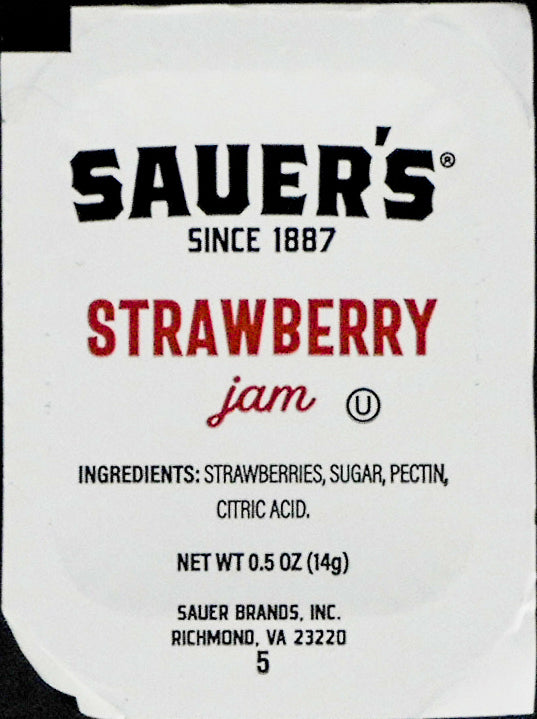 SAUER'S®
SINCE 1887
STRAWBERRY
jam Ⓤ
INGREDIENTS: STRAWBERRIES, SUGAR, PECTIN,
CITRIC ACID.
NET WT 0.5 OZ (14g)
SAUER BRANDS, INC.
RICHMOND, VA 23220
5